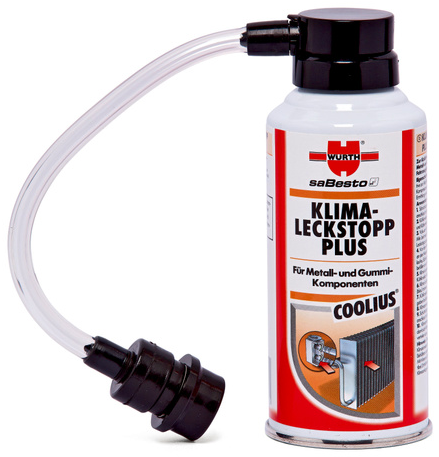 WÜRTH
saBesto
KLIMA-
LECKSTOPP
PLUS
Für Metall- und Gummi-
Komponenten
COOLIUS®